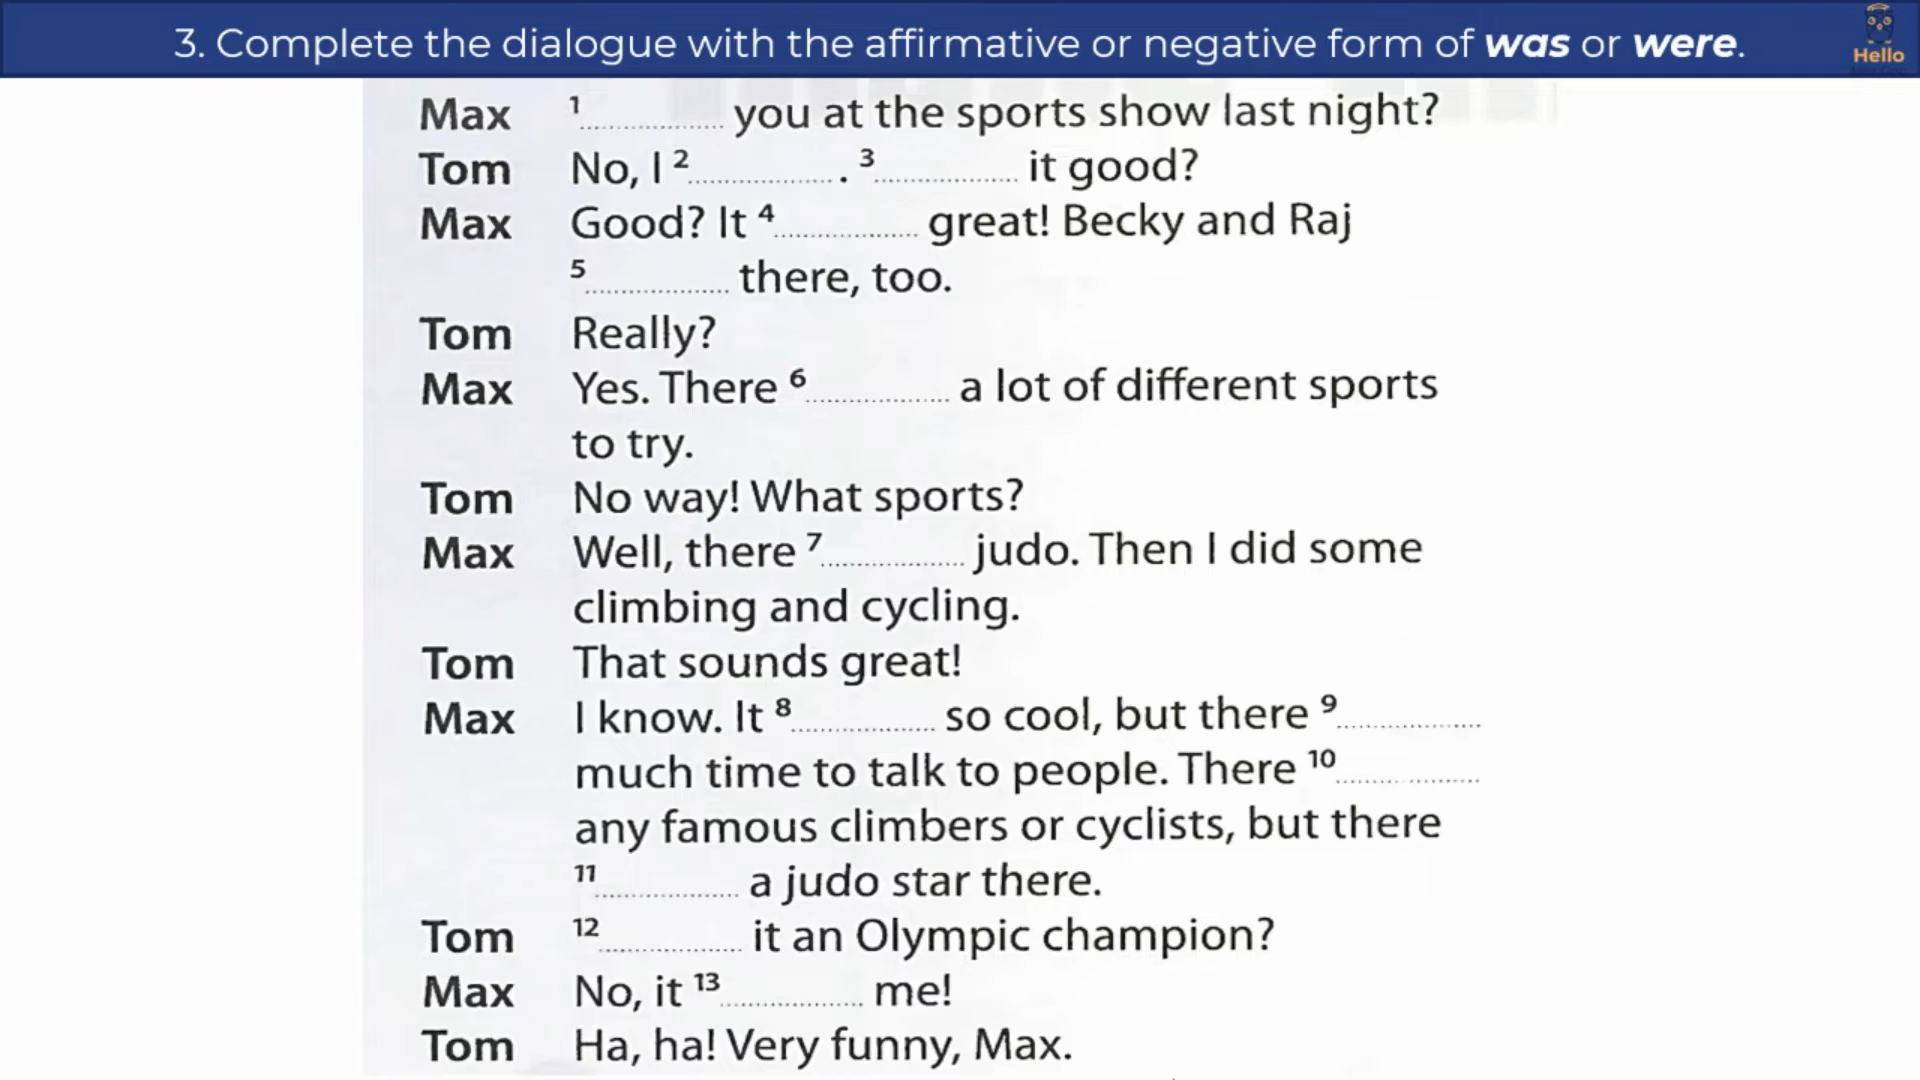 3. Complete the dialogue with the affirmative or negative form of was or were.
Hello
Max 1 ............... you at the sports show last night?
Tom No, I 2 ............... . 3 ............... it good?
Max Good? It 4 ............... great! Becky and Raj
5 ............... there, too.
Tom Really?
Max Yes. There 6 ............... a lot of different sports
to try.
Tom No way! What sports?
Max Well, there 7 ............... judo. Then I did some
climbing and cycling.
Tom That sounds great!
Max I know. It 8 ............... so cool, but there 9 ...............
much time to talk to people. There 10 ...............
any famous climbers or cyclists, but there
11 ............... a judo star there.
Tom 12 ............... it an Olympic champion?
Max No, it 13 ............... me!
Tom Ha, ha! Very funny, Max.